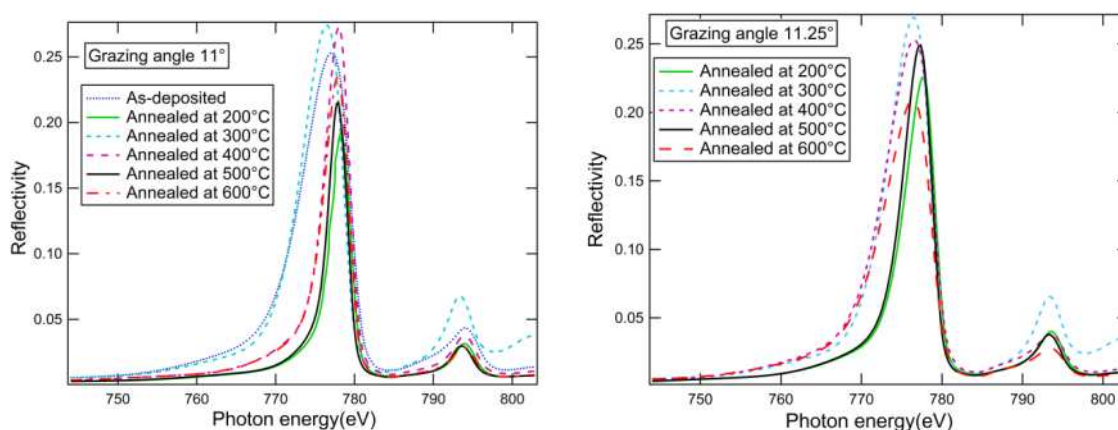 Grazing angle 11°
As-deposited
Annealed at 200°C
Annealed at 300°C
Annealed at 400°C
Annealed at 500°C
Annealed at 600°C
Reflectivity
0.25
0.20
0.15
0.10
0.05
750 760 770 780 790 800
Photon energy(eV)
Grazing angle 11.25°
Annealed at 200°C
Annealed at 300°C
Annealed at 400°C
Annealed at 500°C
Annealed at 600°C
Reflectivity
0.25
0.20
0.15
0.10
0.05
750 760 770 780 790 800
Photon energy(eV)